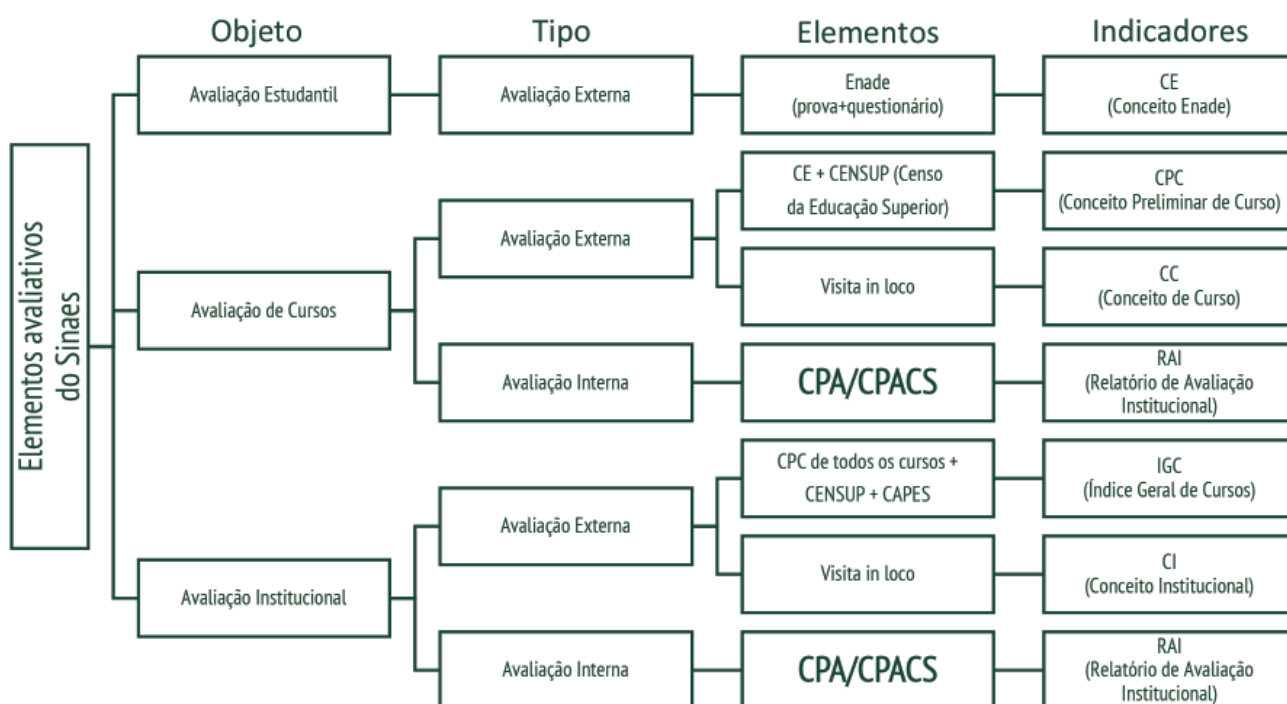 Objeto
Tipo
Elementos
Indicadores
Elementos avaliativos
do Sinaes
Avaliação Estudantil
Avaliação Externa
Enade
(prova+questionário)
CE
(Conceito Enade)
Avaliação de Cursos
Avaliação Externa
CE + CENSUP (Censo
da Educação Superior)
CPC
(Conceito Preliminar de Curso)
Visita in loco
CC
(Conceito de Curso)
Avaliação Interna
CPA/CPACS
RAI
(Relatório de Avaliação
Institucional)
Avaliação Institucional
Avaliação Externa
CPC de todos os cursos +
CENSUP + CAPES
IGC
(Índice Geral de Cursos)
Visita in loco
CI
(Conceito Institucional)
Avaliação Interna
CPA/CPACS
RAI
(Relatório de Avaliação
Institucional)